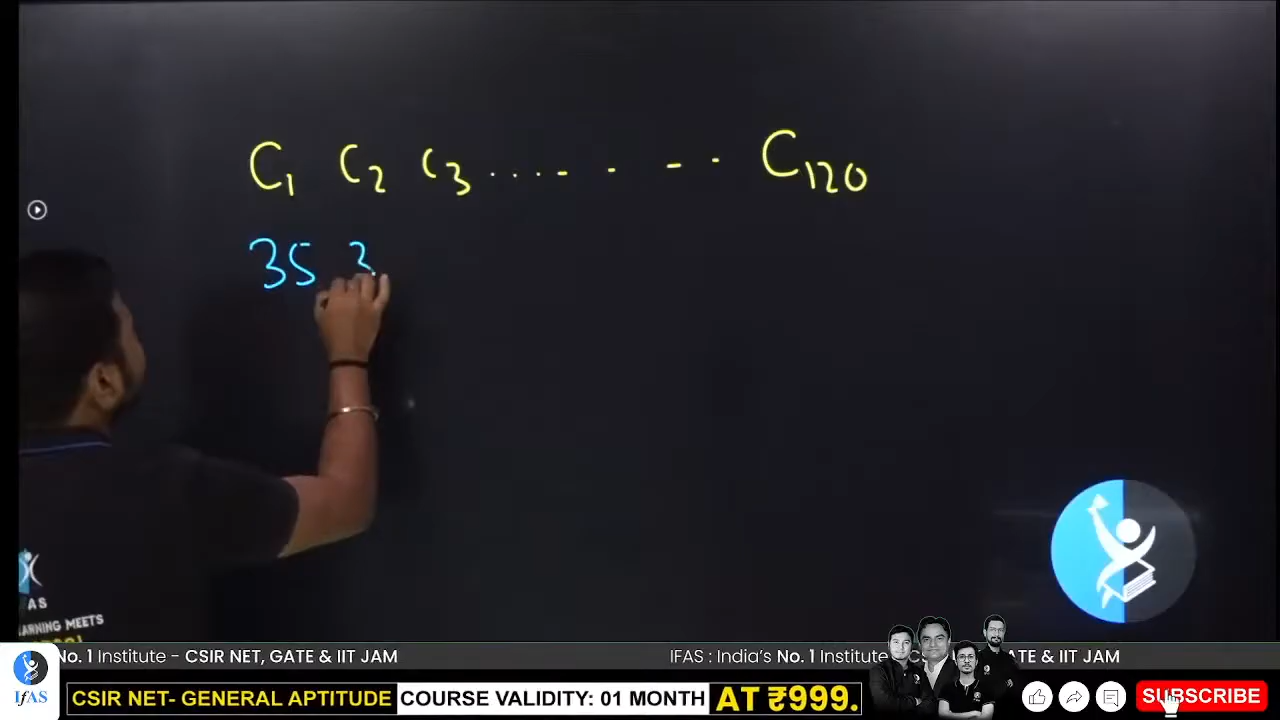 C1 C2 C3 ....- . - - . C120
35 3
AS
ARNING MEETS
No. 1 Institute - CSIR NET, GATE & IIT JAM
IFAS : India's No. 1 Institute
ATE & IIT JAM
IFAS
CSIR NET- GENERAL APTITUDE COURSE VALIDITY: 01 MONTH AT ₹999.
SUBSCRIBE